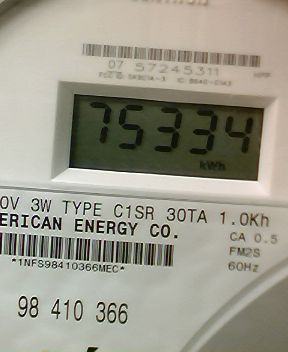 07 57245311
75334
kWh
0V 3W TYPE C1SR 30TA 1.0Kh
ERICAN ENERGY CO.
CA 0.5
FM2S
*1NFS98410366MEC*
60Hz
98 410 366